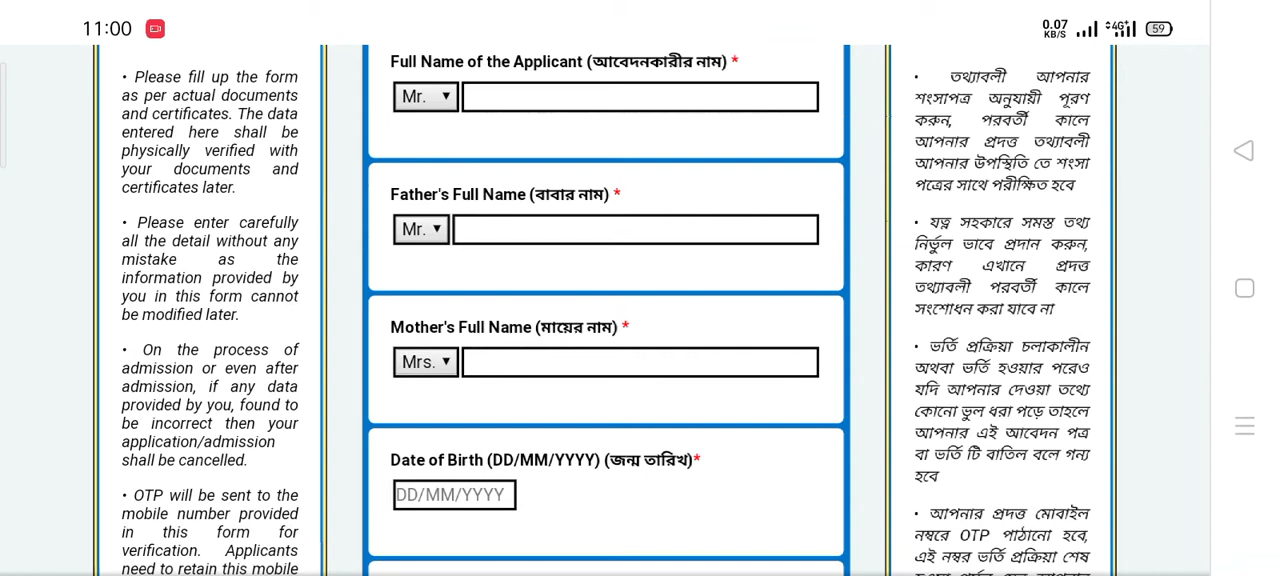 11:00
0.07
KB/S
4G+
59
• Please fill up the form
as per actual documents
and certificates. The data
entered here shall be
physically verified with
your documents and
certificates later.
• Please enter carefully
all the detail without any
mistake as the
information provided by
you in this form cannot
be modified later.
• On the process of
admission or even after
admission, if any data
provided by you, found to
be incorrect then your
application/admission
shall be cancelled.
• OTP will be sent to the
mobile number provided
in this form for
verification. Applicants
need to retain this mobile
Full Name of the Applicant (আবেদনকারীর নাম) *
Mr.
Father's Full Name (বাবার নাম) *
Mr.
Mother's Full Name (মায়ের নাম) *
Mrs.
Date of Birth (DD/MM/YYYY) (জন্ম তারিখ)*
DD/MM/YYYY
• তথ্যাবলী আপনার
শংসাপত্র অনুযায়ী পূরণ
করুন, পরবর্তী কালে
আপনার প্রদত্ত তথ্যাবলী
আপনার উপস্থিতি তে শংসা
পত্রের সাথে পরীক্ষিত হবে
• যত্ন সহকারে সমস্ত তথ্য
নির্ভুল ভাবে প্রদান করুন,
কারণ এখানে প্রদত্ত
তথ্যাবলী পরবর্তী কালে
সংশোধন করা যাবে না
• ভর্তি প্রক্রিয়া চলাকালীন
অথবা ভর্তি হওয়ার পরেও
যদি আপনার দেওয়া তথ্যে
কোনো ভুল ধরা পড়ে তাহলে
আপনার এই আবেদন পত্র
বা ভর্তি টি বাতিল বলে গন্য
হবে
• আপনার প্রদত্ত মোবাইল
নম্বরে OTP পাঠানো হবে,
এই নম্বর ভর্তি প্রক্রিয়া শেষ